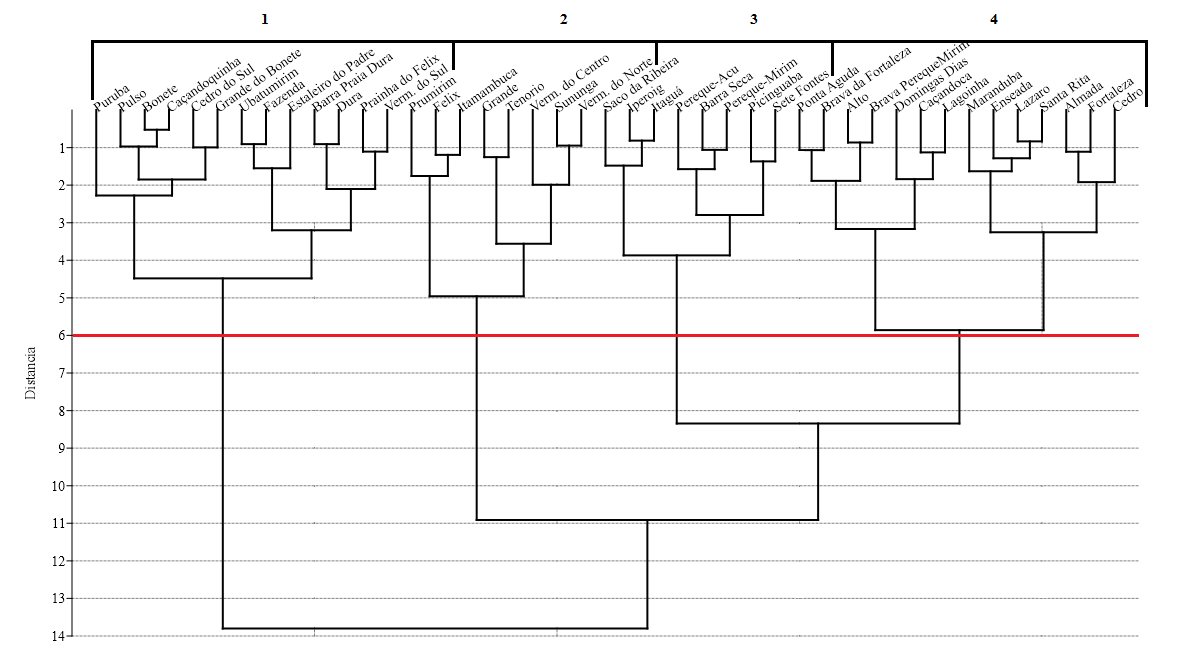 1
2
3
4
Puruba
Pulso
Bonete
Caçandoquinha
Cedro do Sul
Grande do Bonete
Ubatumirim
Fazenda
Estaleiro do Padre
Barra Praia Dura
Dura
Prainha do Felix
Verm. do Sul
Prumirim
Felix
Itamambuca
Grande
Tenorio
Verm. do Centro
Sununga
Verm. do Norte
Saco da Ribeira
Iperoig
Itaguá
Pereque-Acu
Barra Seca
Pereque-Mirim
Picinguaba
Sete Fontes
Ponta Aguda
Brava da Fortaleza
Alto
Brava PerequeMirim
Domingas Dias
Caçandoca
Lagoinha
Maranduba
Enseada
Lazaro
Santa Rita
Almada
Fortaleza
Cedro
1
2
3
4
5
6
7
8
9
10
11
12
13
14
Distancia